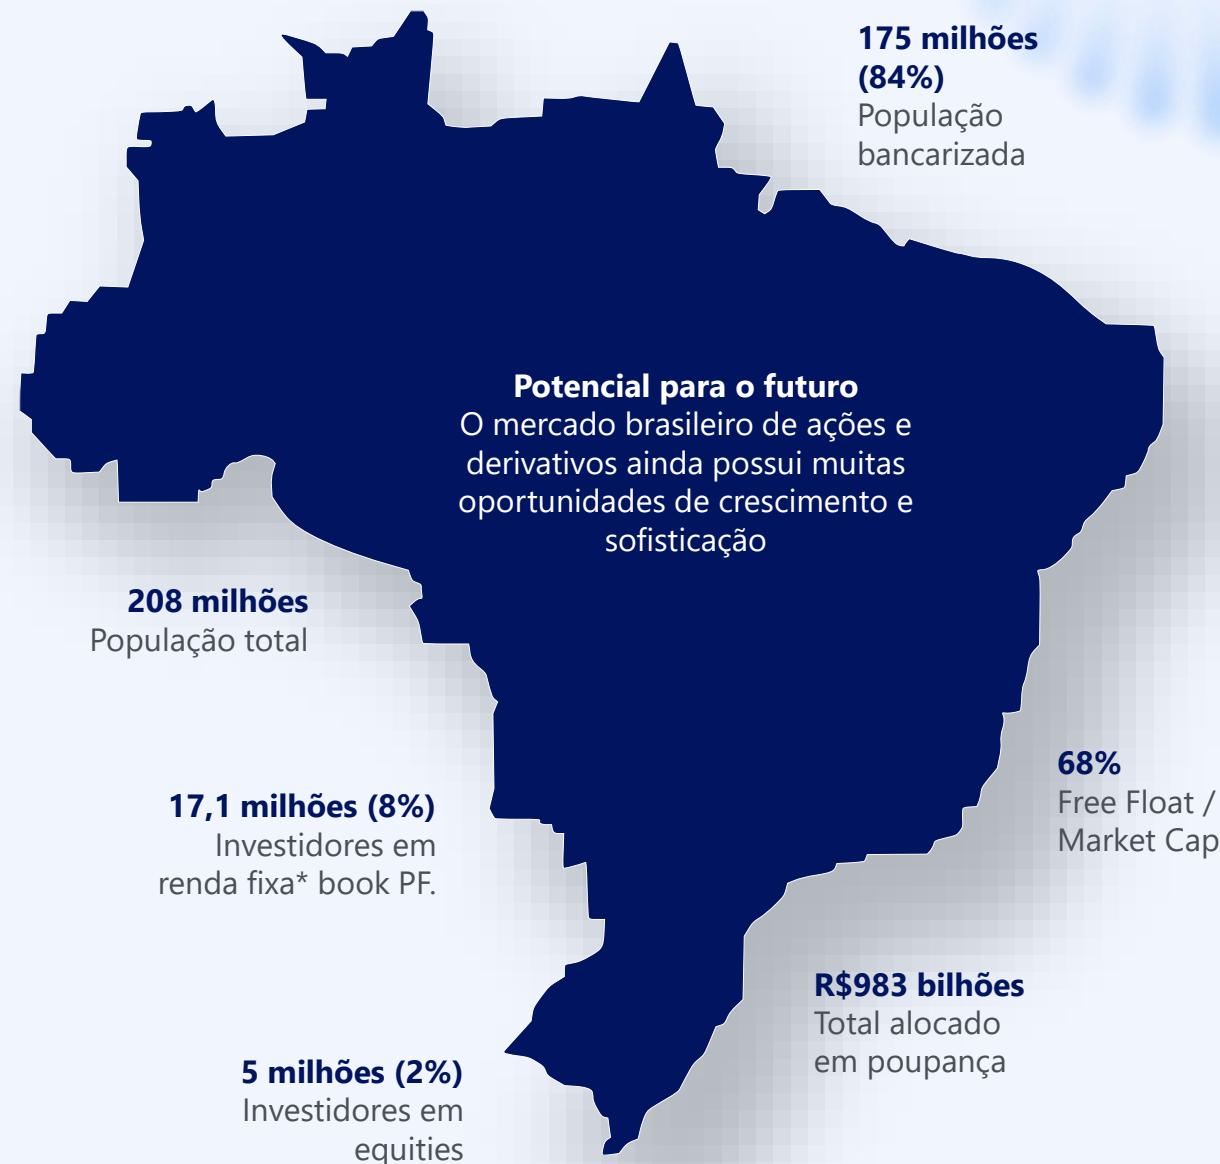 175 milhões
(84%)
População
bancarizada
Potencial para o futuro
O mercado brasileiro de ações e
derivativos ainda possui muitas
oportunidades de crescimento e
sofisticação
208 milhões
População total
68%
Free Float /
Market Cap
17,1 milhões (8%)
Investidores em
renda fixa* book PF.
R$983 bilhões
Total alocado
em poupança
5 milhões (2%)
Investidores em
equities